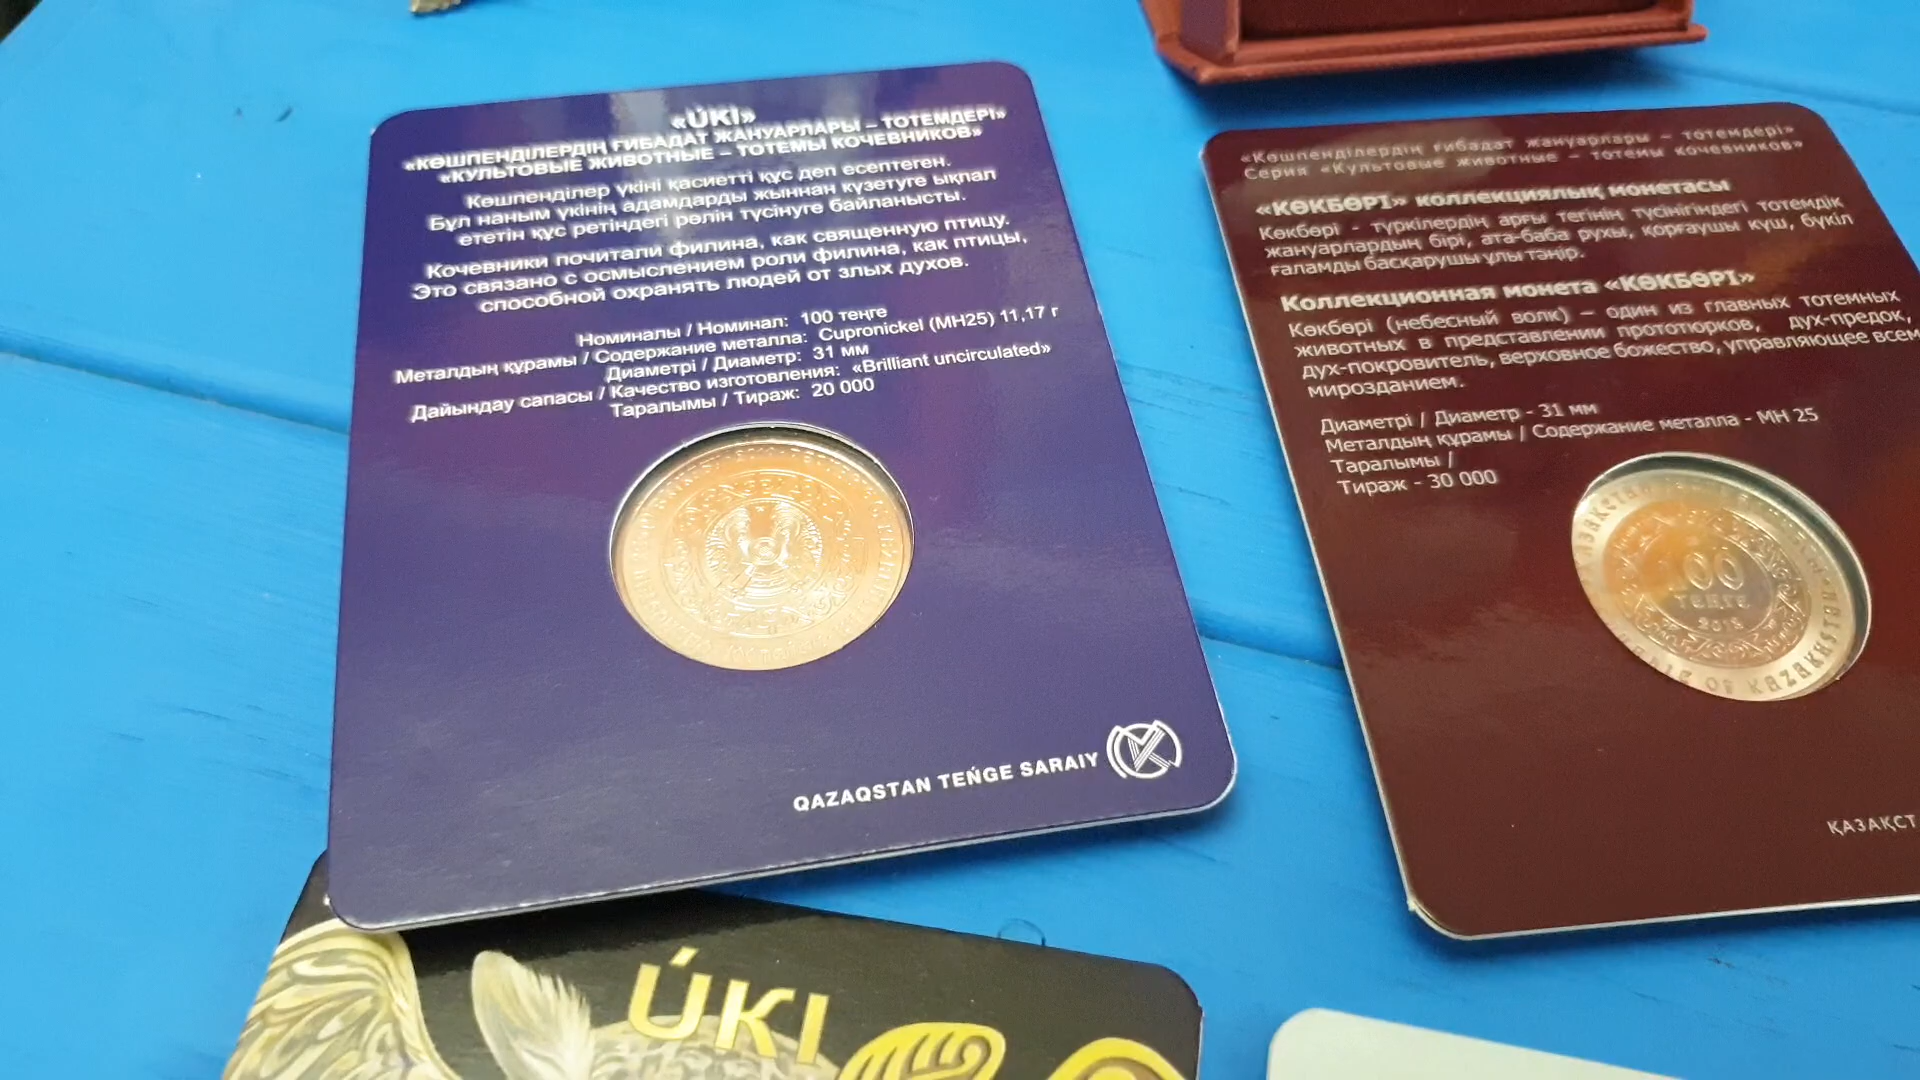 «ÚKI»
«КӨШПЕНДІЛЕРДІҢ ҒИБАДАТ ЖАНУАРЛАРЫ – ТОТЕМДЕРІ»
«КУЛЬТОВЫЕ ЖИВОТНЫЕ – ТОТЕМЫ КОЧЕВНИКОВ»
Көшпенділер үкіні қасиетті құс деп есептеген.
Бұл наным үкінің адамдарды жыннан күзетуге ықпал
ететін құс ретіндегі рөлін түсінуге байланысты.
Кочевники почитали филина, как священную птицу.
Это связано с осмыслением роли филина, как птицы,
способной охранять людей от злых духов.
Номиналы / Номинал: 100 теңге
Металдың құрамы / Содержание металла: Cupronickel (МН25) 11,17 г
Диаметрі / Диаметр: 31 мм
Дайындау сапасы / Качество изготовления: «Brilliant uncirculated»
Таралымы / Тираж: 20 000
QAZAQSTAN TEŃGE SARAIY
«Көшпенділердің ғибадат жануарлары – тотемдері»
Серия «Культовые животные – тотемы кочевников»
«КӨКБӨРІ» коллекциялық монетасы
Көкбөрі - түркілердің арғы тегінің түсінігіндегі тотемдік
жануарлардың бірі, ата-баба рухы, қорғаушы күш, бүкіл
ғаламды басқарушы ұлы тәңір.
Коллекционная монета «КӨКБӨРІ»
Көкбөрі (небесный волк) – один из главных тотемных
животных в представлении прототюрков, дух-предок,
дух-покровитель, верховное божество, управляющее всем
мирозданием.
Диаметрі / Диаметр - 31 мм
Металдың құрамы / Содержание металла - МН 25
Таралымы /
Тираж - 30 000
100
теңге
2018
OF KAZAKHSTAN
ҚАЗАҚСТ
ÚKI